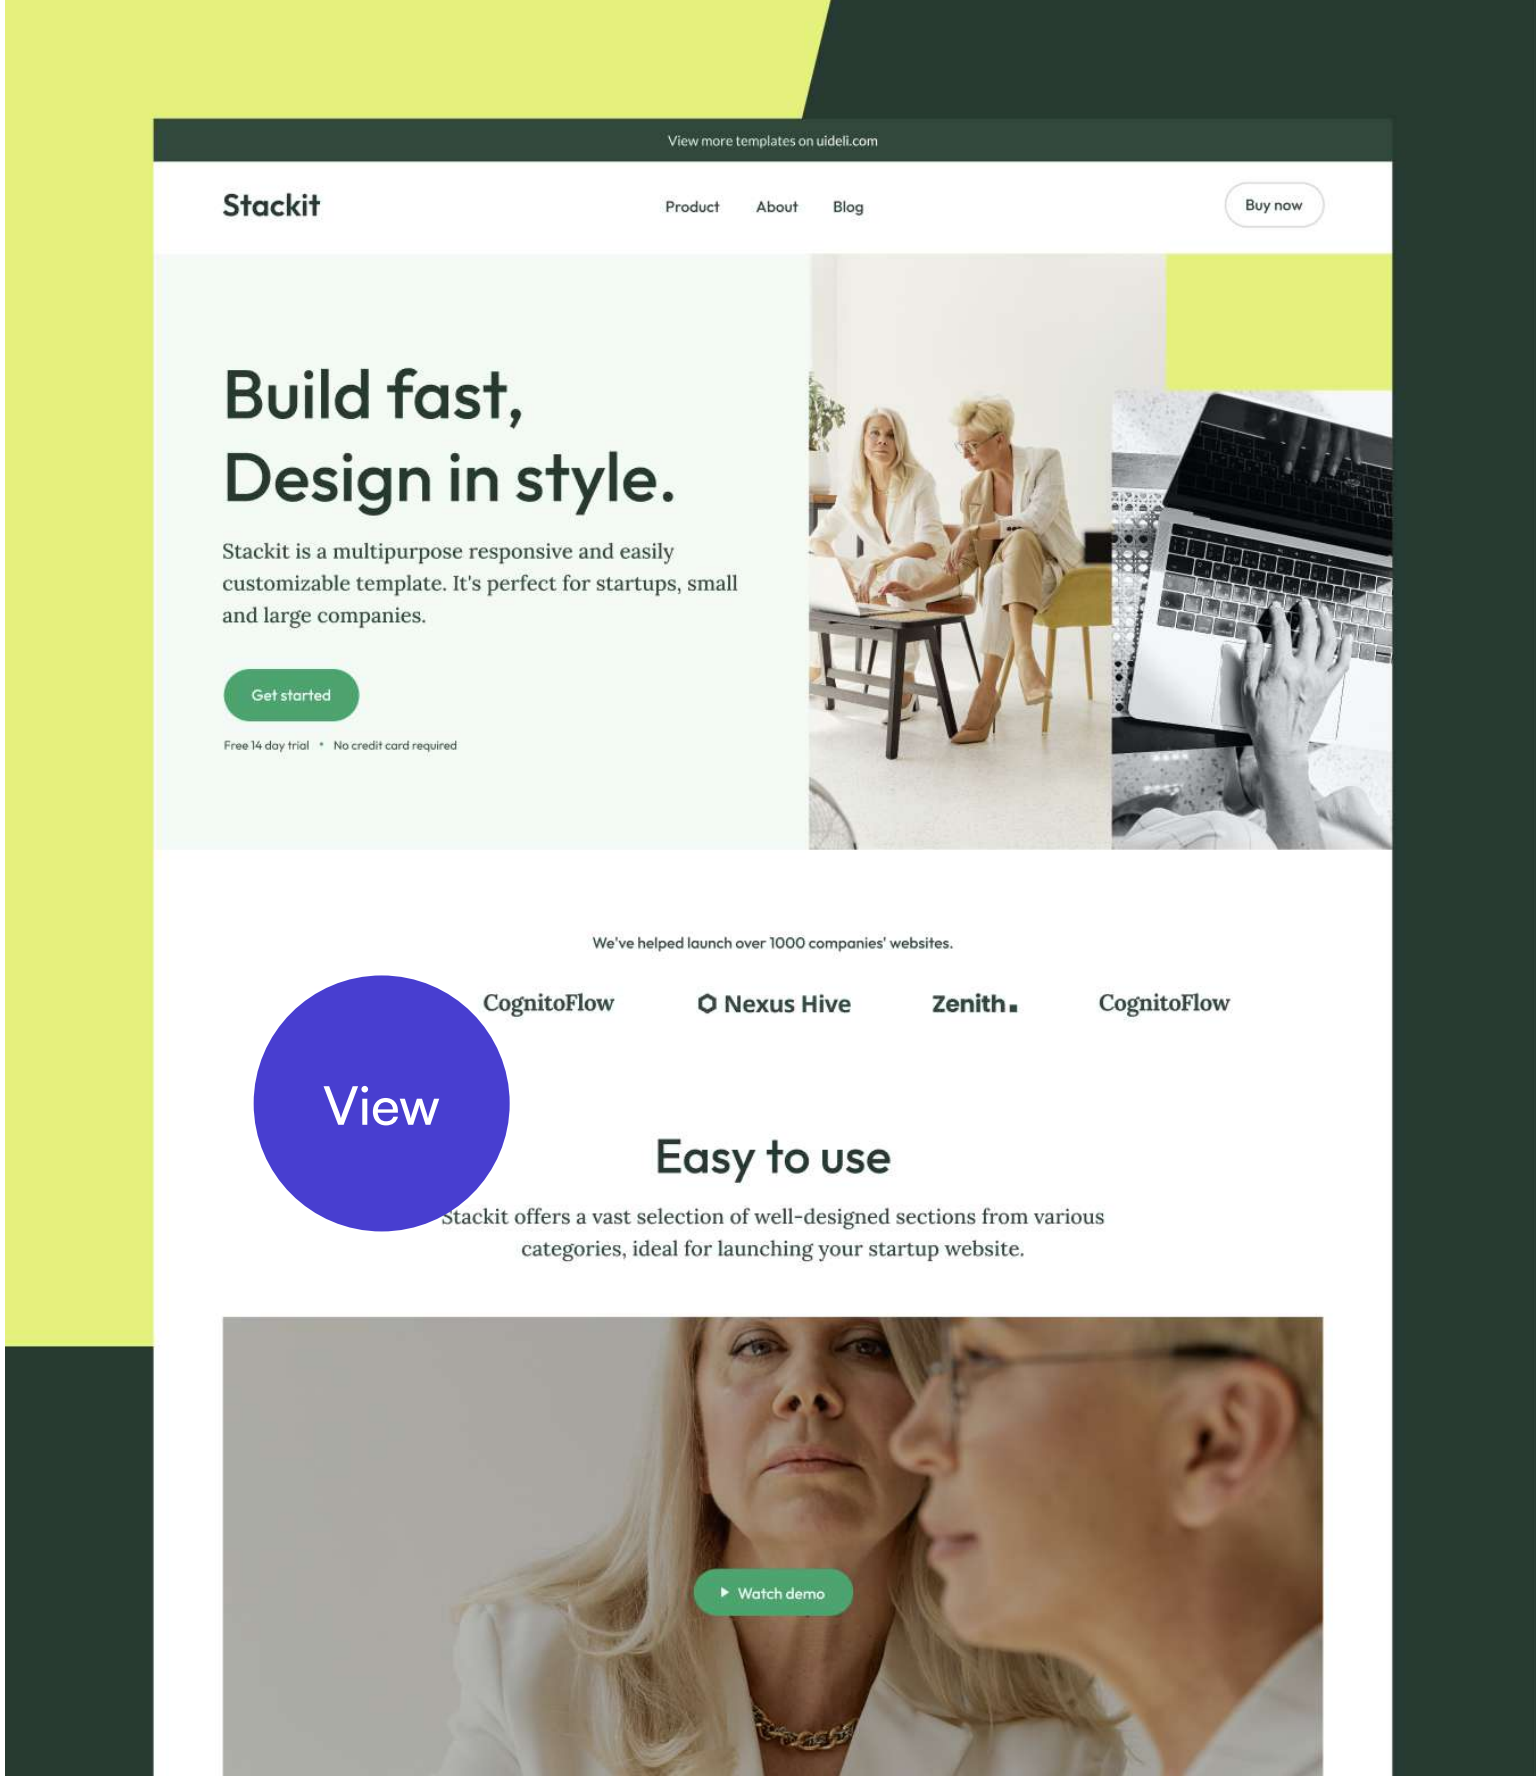 View more templates on uideli.com
Stackit
Product
About
Blog
Buy now
Build fast,
Design in style.
Stackit is a multipurpose responsive and easily
customizable template. It's perfect for startups, small
and large companies.
Get started
Free 14 day trial • No credit card required
We've helped launch over 1000 companies' websites.
CognitoFlow
Nexus Hive
Zenith
CognitoFlow
View
Easy to use
Stackit offers a vast selection of well-designed sections from various
categories, ideal for launching your startup website.
Watch demo